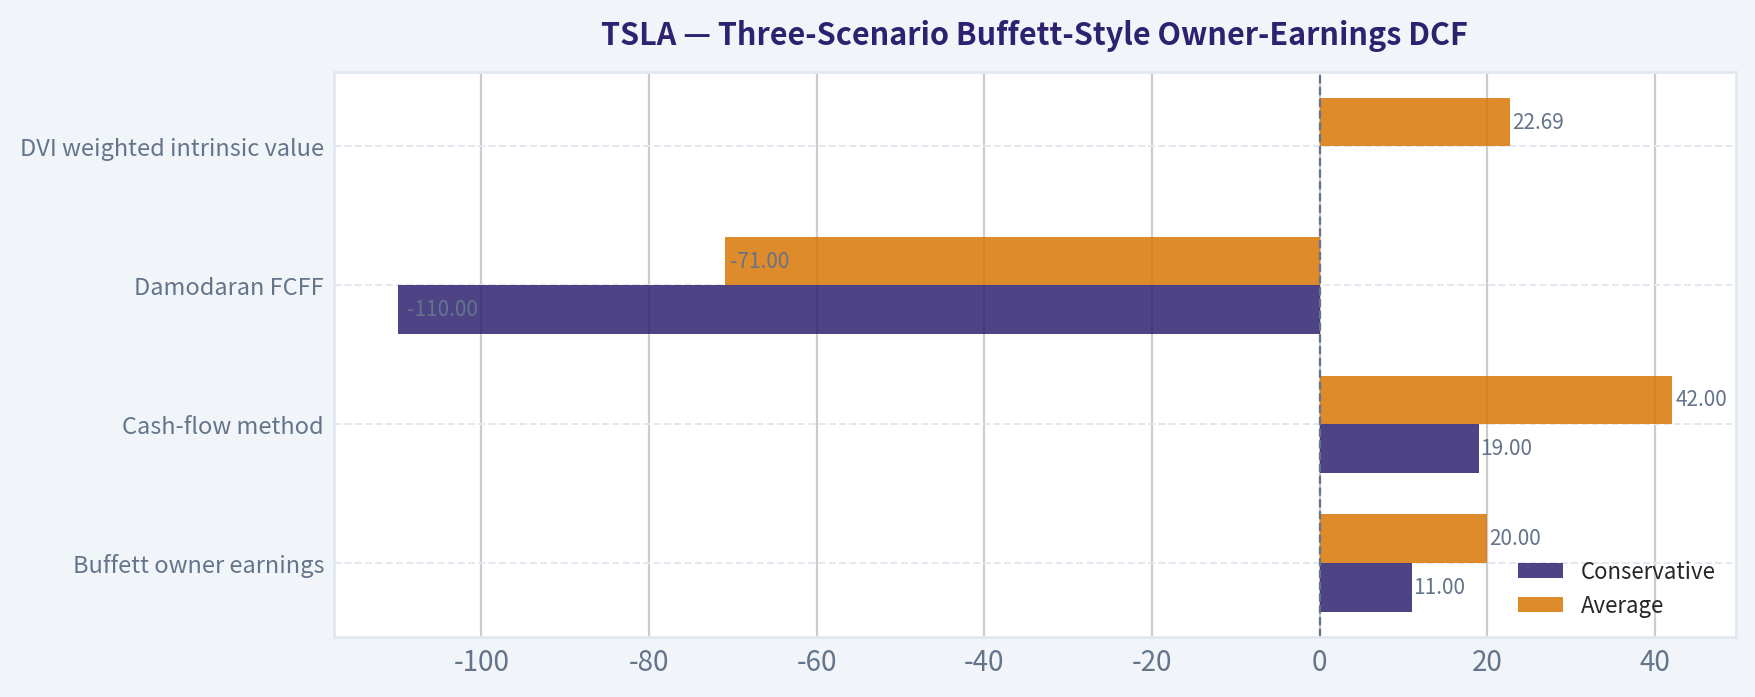 TSLA — Three-Scenario Buffett-Style Owner-Earnings DCF
DVI weighted intrinsic value
22.69
Damodaran FCFF
-71.00
-110.00
Cash-flow method
42.00
19.00
Buffett owner earnings
20.00
11.00
Conservative
Average
-100 -80 -60 -40 -20 0 20 40